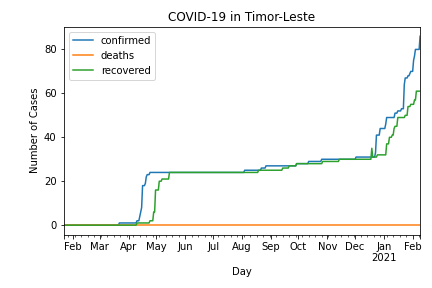 COVID-19 in Timor-Leste
confirmed
deaths
recovered
Number of Cases
80
60
40
20
0
Feb Mar Apr May Jun Jul Aug Sep Oct Nov Dec Jan Feb
2021
Day